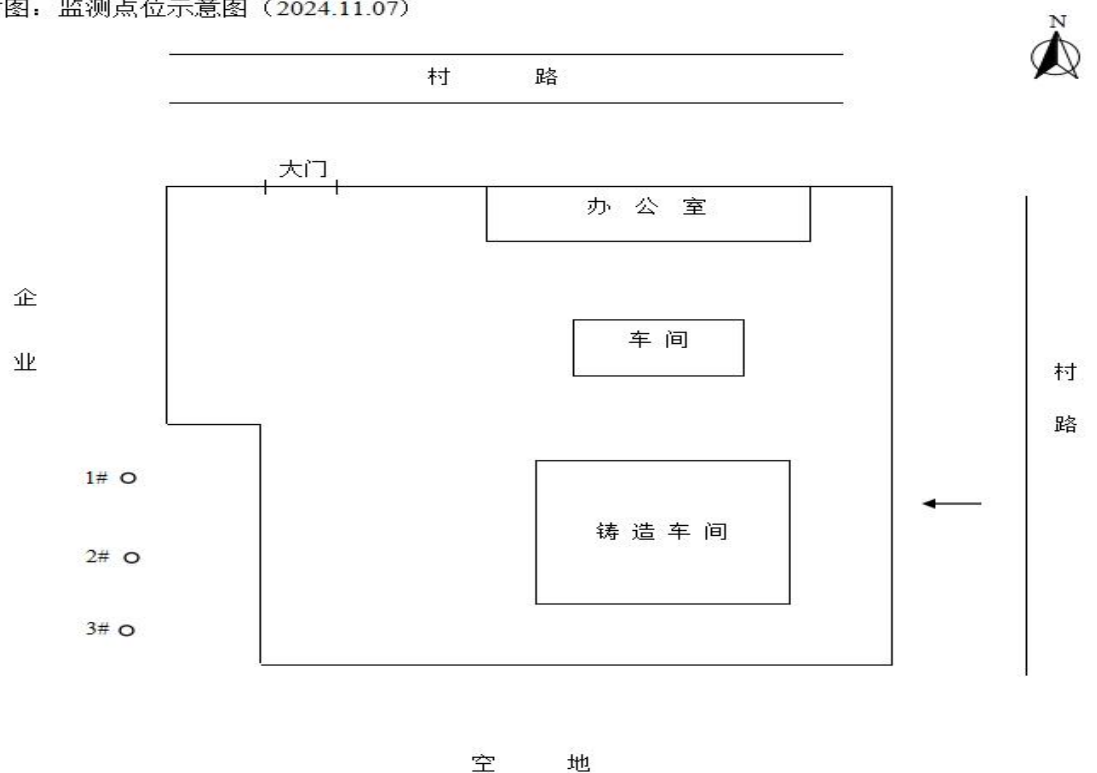 图：监测点位示意图（2024.11.07）
N
村 路
大门
办 公 室
企
业
车 间
村
路
1#
2#
铸 造 车 间
3#
空 地